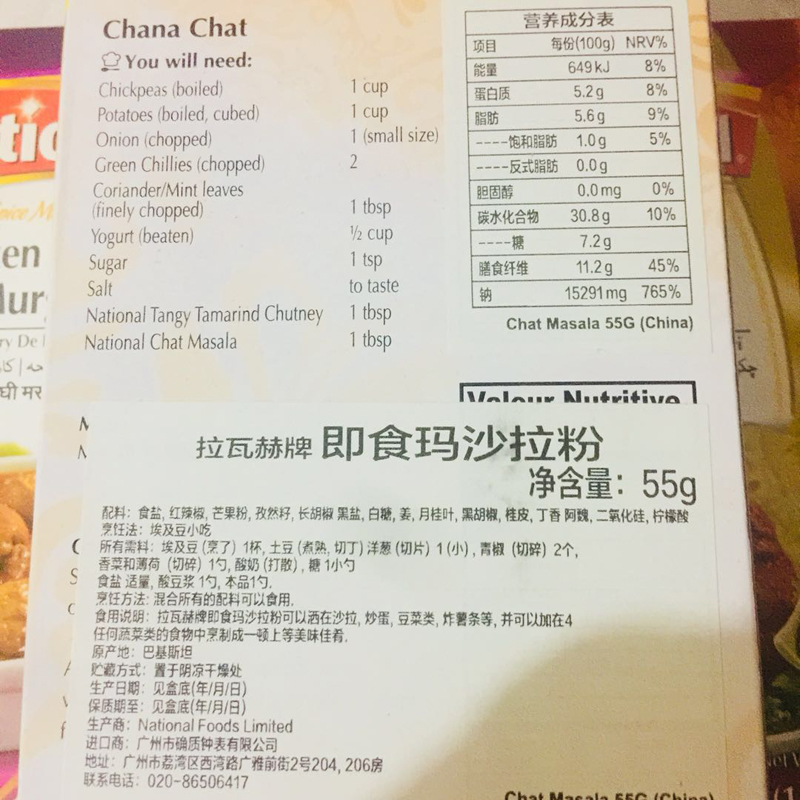 Chana Chat
You will need:
Chickpeas (boiled) 1 cup
Potatoes (boiled, cubed) 1 cup
Onion (chopped) 1 (small size)
Green Chillies (chopped) 2
Coriander/Mint leaves
(finely chopped) 1 tbsp
Yogurt (beaten) ½ cup
Sugar 1 tsp
Salt to taste
National Tangy Tamarind Chutney 1 tbsp
National Chat Masala 1 tbsp
营养成分表
项目 每份(100g) NRV%
能量 649kJ 8%
蛋白质 5.2g 8%
脂肪 5.6g 9%
----饱和脂肪 1.0g 5%
----反式脂肪 0.0g
胆固醇 0.0mg 0%
碳水化合物 30.8g 10%
----糖 7.2g
膳食纤维 11.2g 45%
钠 15291mg 765%
Chat Masala 55G (China)
Valeur Nutritive
拉瓦赫牌 即食玛沙拉粉
净含量：55g
配料：食盐, 红辣椒, 芒果粉, 孜然籽, 长胡椒 黑盐, 白糖, 姜, 月桂叶, 黑胡椒, 桂皮, 丁香 阿魏, 二氧化硅, 柠檬酸
烹饪法：埃及豆小吃
所有需料：埃及豆 (烹了) 1杯, 土豆 (煮熟, 切丁) 洋葱 (切片) 1 (小) , 青椒 (切碎) 2个,
香菜和薄荷 (切碎) 1勺, 酸奶 (打散) , 糖 1小勺
食盐 适量, 酸豆浆 1勺, 本品1勺.
烹饪方法: 混合所有的配料可以食用.
食用说明：拉瓦赫牌即食玛沙拉粉可以洒在沙拉, 炒蛋, 豆菜类, 炸薯条等, 并可以加在4
任何蔬菜类的食物中烹制成一顿上等美味佳肴.
原产地：巴基斯坦
贮藏方式：置于阴凉干燥处
生产日期：见盒底(年/月/日)
保质期至：见盒底(年/月/日)
生产商：National Foods Limited
进口商：广州市确质钟表有限公司
地址：广州市荔湾区西湾路广雅前街2号204, 206房
联系电话：020-86506417
Chat Masala 55G (China)